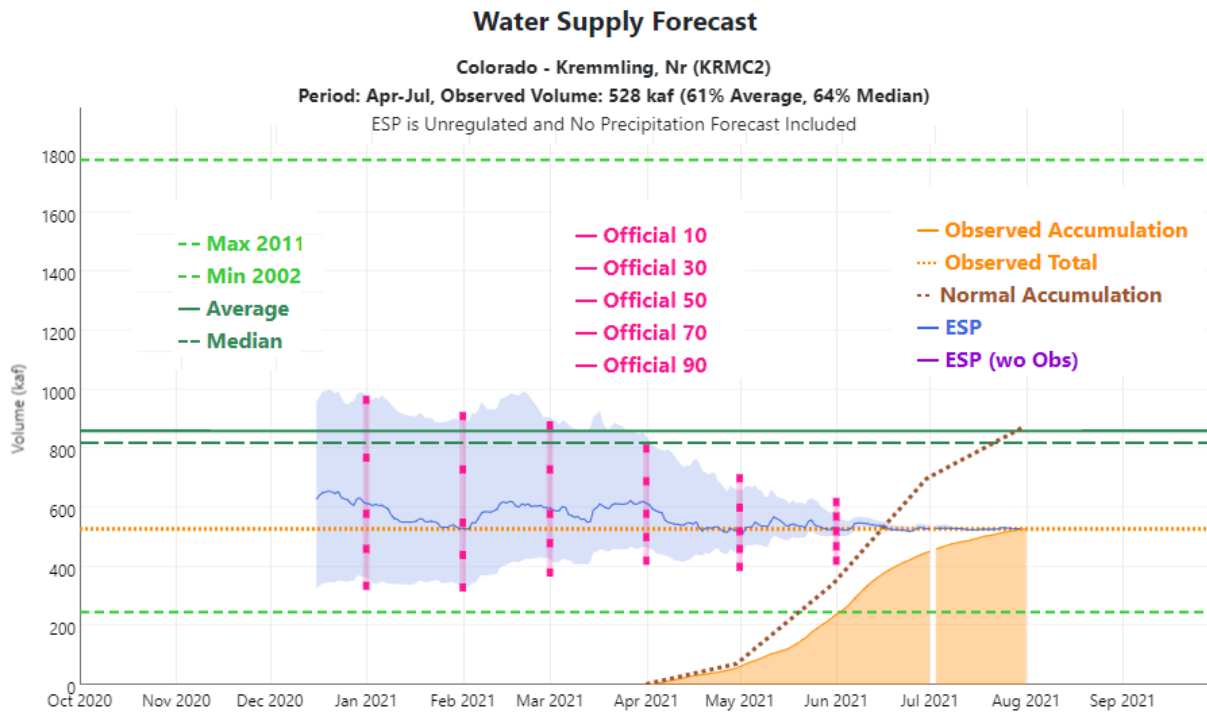 Water Supply Forecast
Colorado - Kremmling, Nr (KRMC2)
Period: Apr-Jul, Observed Volume: 528 kaf (61% Average, 64% Median)
ESP is Unregulated and No Precipitation Forecast Included
Volume (kaf)
1800
1600
1400
1200
1000
800
600
400
200
0
Max 2011
Min 2002
Average
Median
Official 10
Official 30
Official 50
Official 70
Official 90
Observed Accumulation
Observed Total
Normal Accumulation
ESP
ESP (wo Obs)
Oct 2020 Nov 2020 Dec 2020 Jan 2021 Feb 2021 Mar 2021 Apr 2021 May 2021 Jun 2021 Jul 2021 Aug 2021 Sep 2021